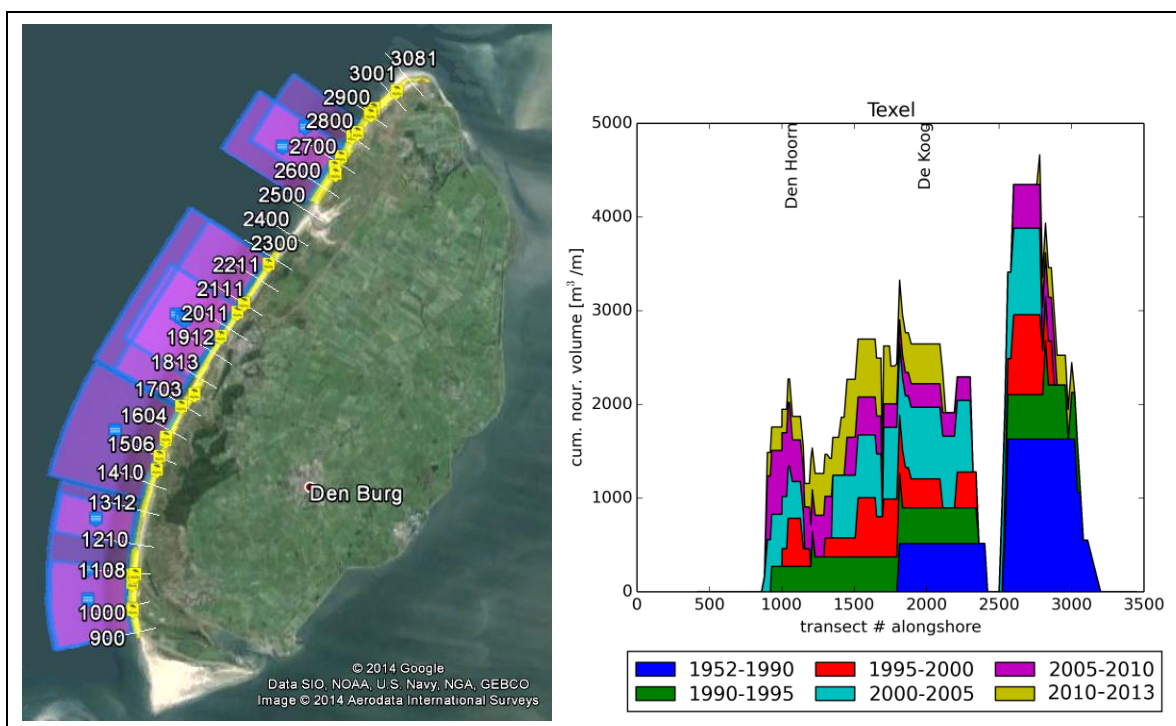 3081
3001
2900
2800
2700
2600
2500
2400
2300
2211
2111
2011
1912
1813
1703
1604
1506
1410
1312
1210
1108
1000
900
Den Burg
© 2014 Google
Data SIO, NOAA, U.S. Navy, NGA, GEBCO
Image © 2014 Aerodata International Surveys
Texel
Den Hoorn
De Koog
5000
4000
3000
2000
1000
0
cum. nour. volume [m³/m]
0 500 1000 1500 2000 2500 3000 3500
transect # alongshore
1952-1990 1995-2000 2005-2010
1990-1995 2000-2005 2010-2013